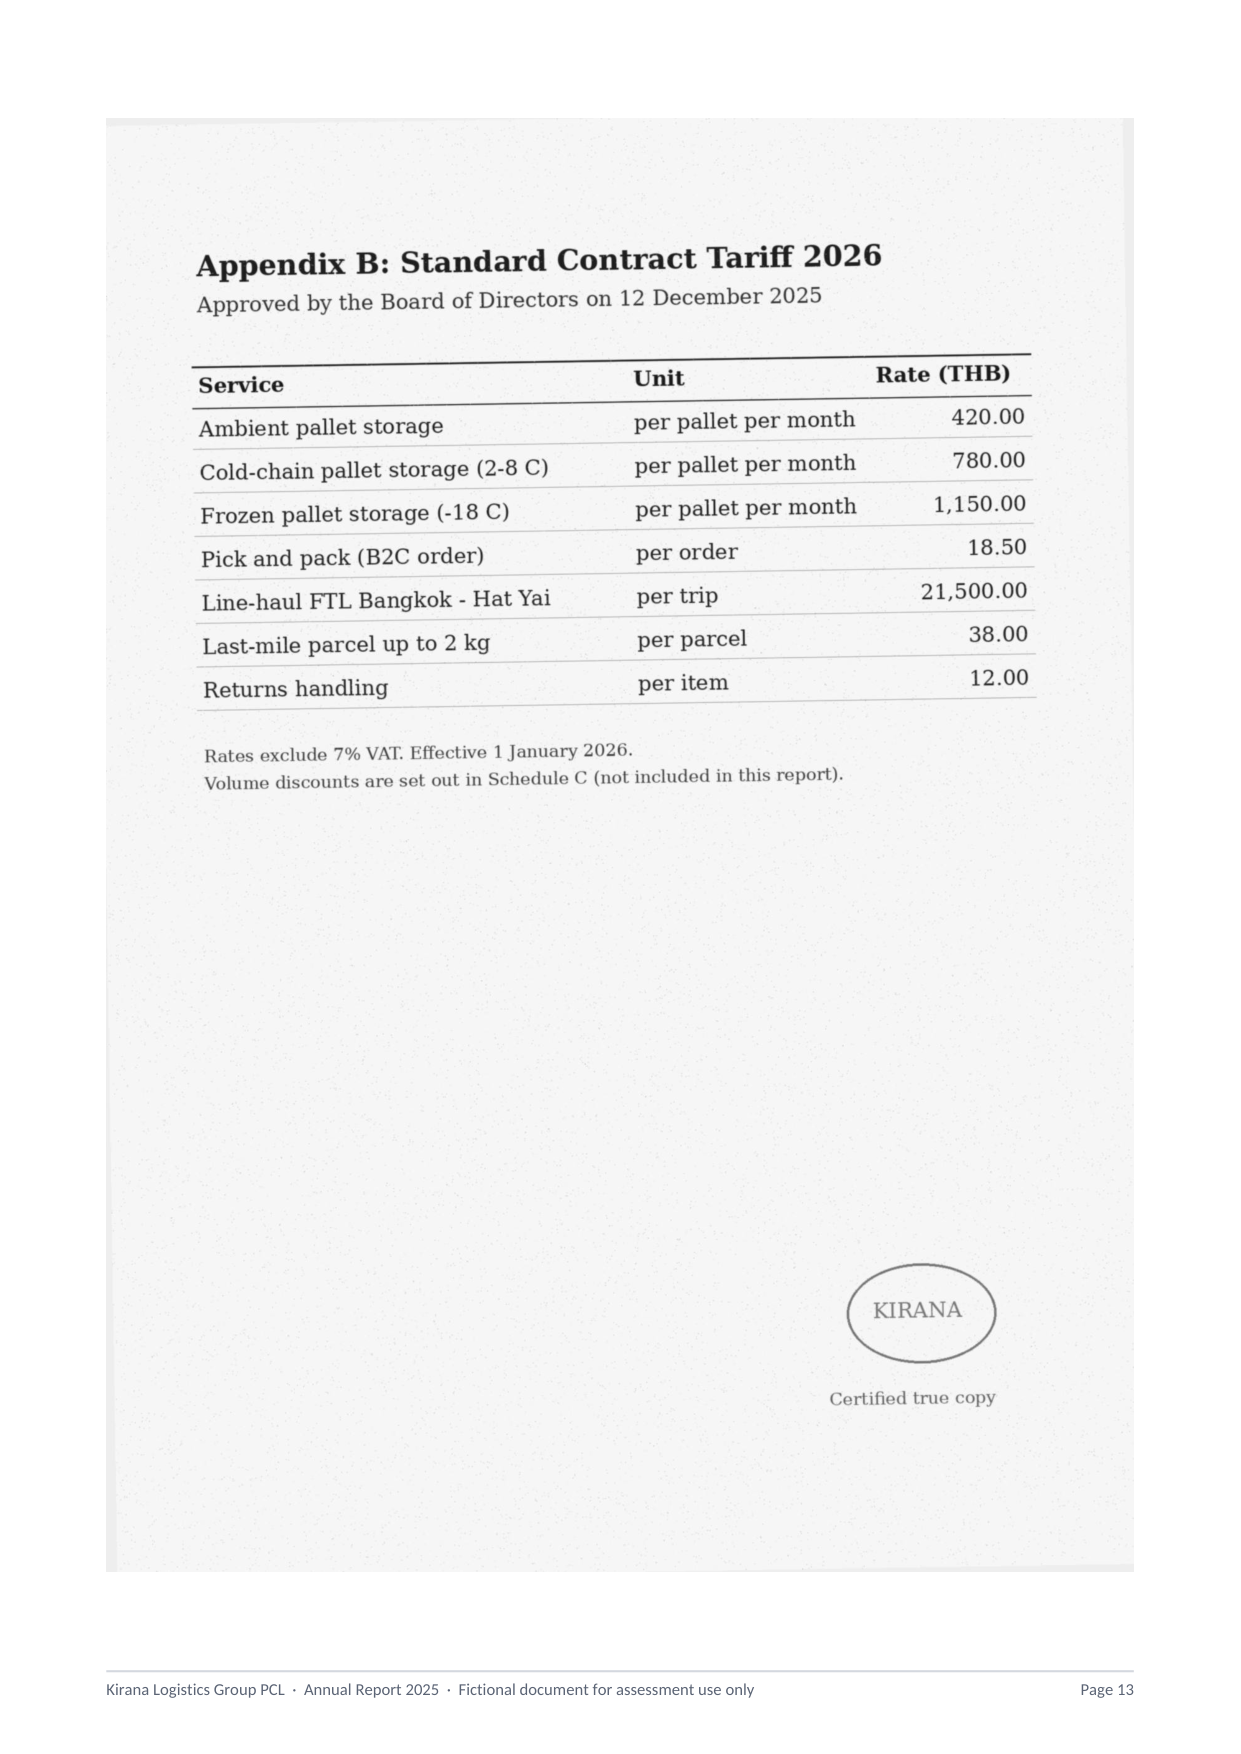 Appendix B: Standard Contract Tariff 2026
Approved by the Board of Directors on 12 December 2025
Service Unit Rate (THB)
Ambient pallet storage per pallet per month 420.00
Cold-chain pallet storage (2-8 C) per pallet per month 780.00
Frozen pallet storage (-18 C) per pallet per month 1,150.00
Pick and pack (B2C order) per order 18.50
Line-haul FTL Bangkok - Hat Yai per trip 21,500.00
Last-mile parcel up to 2 kg per parcel 38.00
Returns handling per item 12.00
Rates exclude 7% VAT. Effective 1 January 2026.
Volume discounts are set out in Schedule C (not included in this report).
KIRANA
Certified true copy
Kirana Logistics Group PCL · Annual Report 2025 · Fictional document for assessment use only Page 13